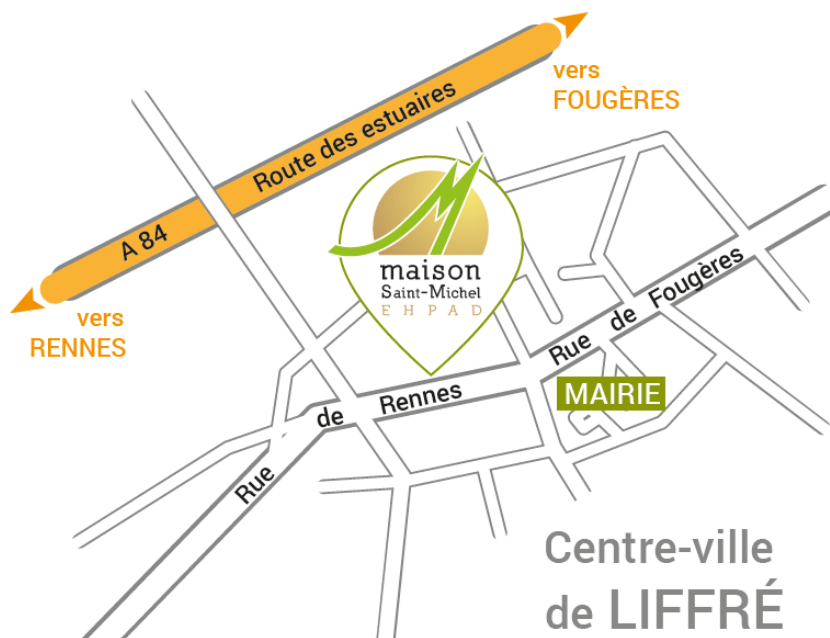 vers
FOUGÈRES
Route des estuaires
A 84
vers
RENNES
maison
Saint-Michel
EHPAD
Rue de Fougères
Rue de Rennes
MAIRIE
Centre-ville
de LIFFRÉ